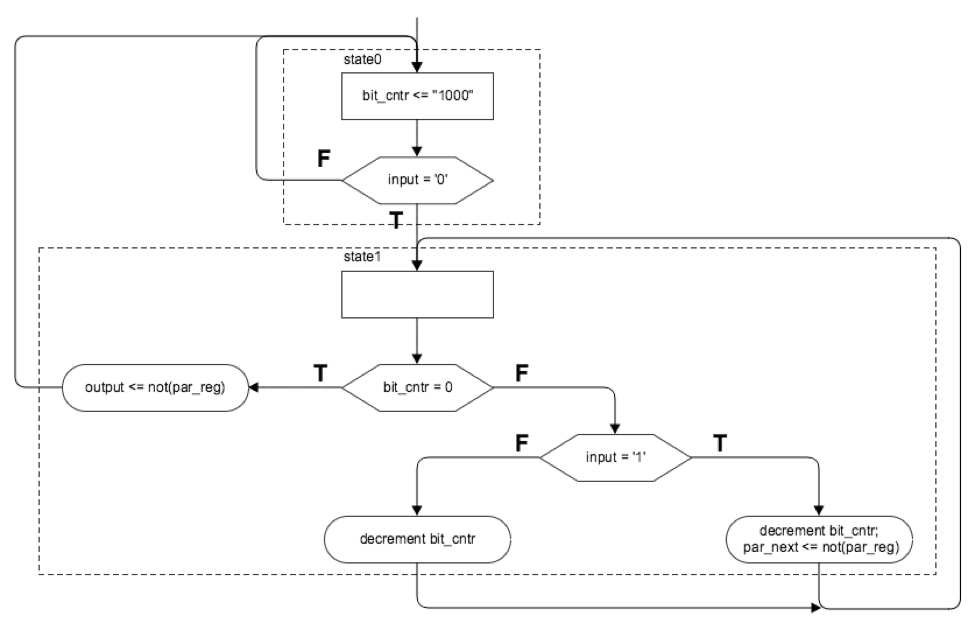 state0
bit_cntr <= "1000"
F
input = '0'
T
state1
output <= not(par_reg)
T
bit_cntr = 0
F
F
input = '1'
T
decrement bit_cntr
decrement bit_cntr;
par_next <= not(par_reg)